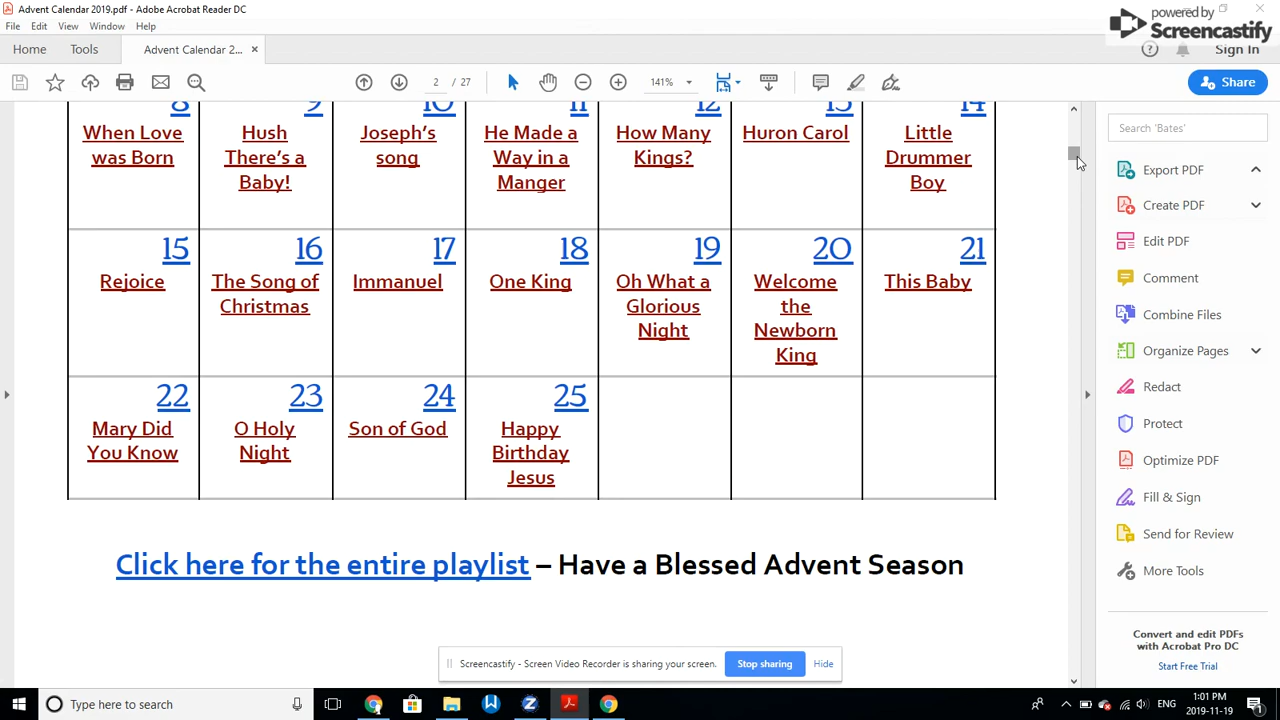 Advent Calendar 2019.pdf - Adobe Acrobat Reader DC
powered by
Screencastify
File Edit View Window Help
Home Tools Advent Calendar 2... × Sign In
2 / 27 141% Share
8 9 10 11 12 13 14
When Love
was Born
Hush
There's a
Baby!
Joseph's
song
He Made a
Way in a
Manger
How Many
Kings?
Huron Carol
Little
Drummer
Boy
15 16 17 18 19 20 21
Rejoice
The Song of
Christmas
Immanuel
One King
Oh What a
Glorious
Night
Welcome
the
Newborn
King
This Baby
22 23 24 25
Mary Did
You Know
O Holy
Night
Son of God
Happy
Birthday
Jesus
Click here for the entire playlist – Have a Blessed Advent Season
Search 'Bates'
Export PDF
Create PDF
Edit PDF
Comment
Combine Files
Organize Pages
Redact
Protect
Optimize PDF
Fill & Sign
Send for Review
More Tools
Convert and edit PDFs
with Acrobat Pro DC
Start Free Trial
Screencastify - Screen Video Recorder is sharing your screen. Stop sharing Hide
Type here to search
ENG
1:01 PM
2019-11-19